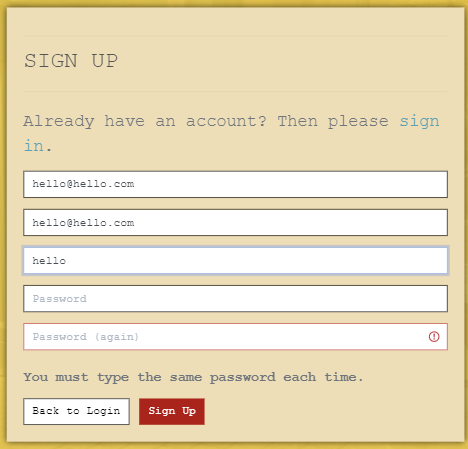 SIGN UP
Already have an account? Then please sign
in.
hello@hello.com
hello@hello.com
hello
Password
Password (again)
You must type the same password each time.
Back to Login
Sign Up